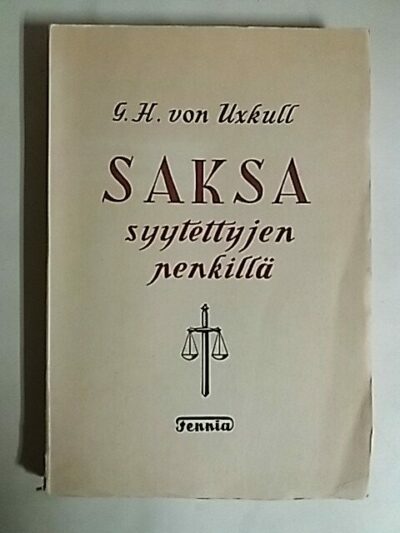 G. H. von Uxkull
SAKSA
syytettyjen
penkillä
Fennia